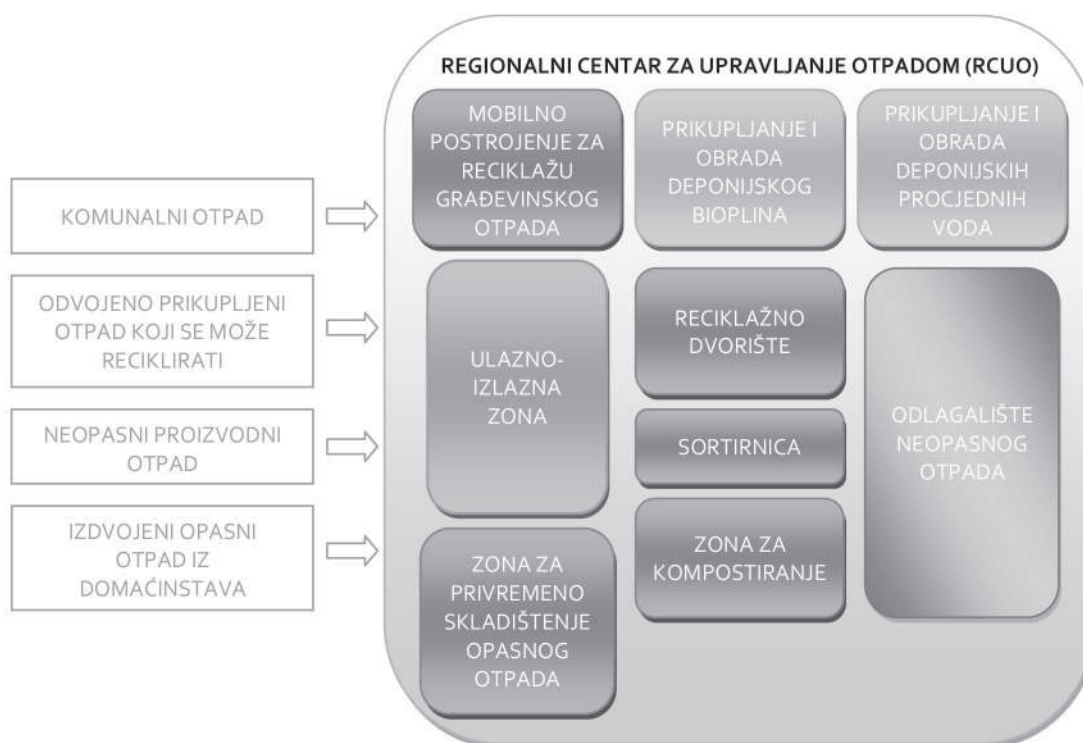 REGIONALNI CENTAR ZA UPRAVLJANJE OTPADOM (RCUO)
MOBILNO
POSTROJENJE ZA
RECIKLAŽU
GRAĐEVINSKOG
OTPADA
PRIKUPLJANJE I
OBRADA
DEPONIJSKOG
BIOPLINA
PRIKUPLJANJE I
OBRADA
DEPONIJSKIH
PROCJEDNIH
VODA
KOMUNALNI OTPAD
ODVOJENO PRIKUPLJENI
OTPAD KOJI SE MOŽE
RECIKLIRATI
NEOPASNI PROIZVODNI
OTPAD
IZDVOJENI OPASNI
OTPAD IZ
DOMAĆINSTAVA
ULAZNO-
IZLAZNA
ZONA
RECIKLAŽNO
DVORIŠTE
SORTIRNICA
ODLAGALIŠTE
NEOPASNOG
OTPADA
ZONA ZA
PRIVREMENO
SKLADIŠTENJE
OPASNOG
OTPADA
ZONA ZA
KOMPOSTIRANJE